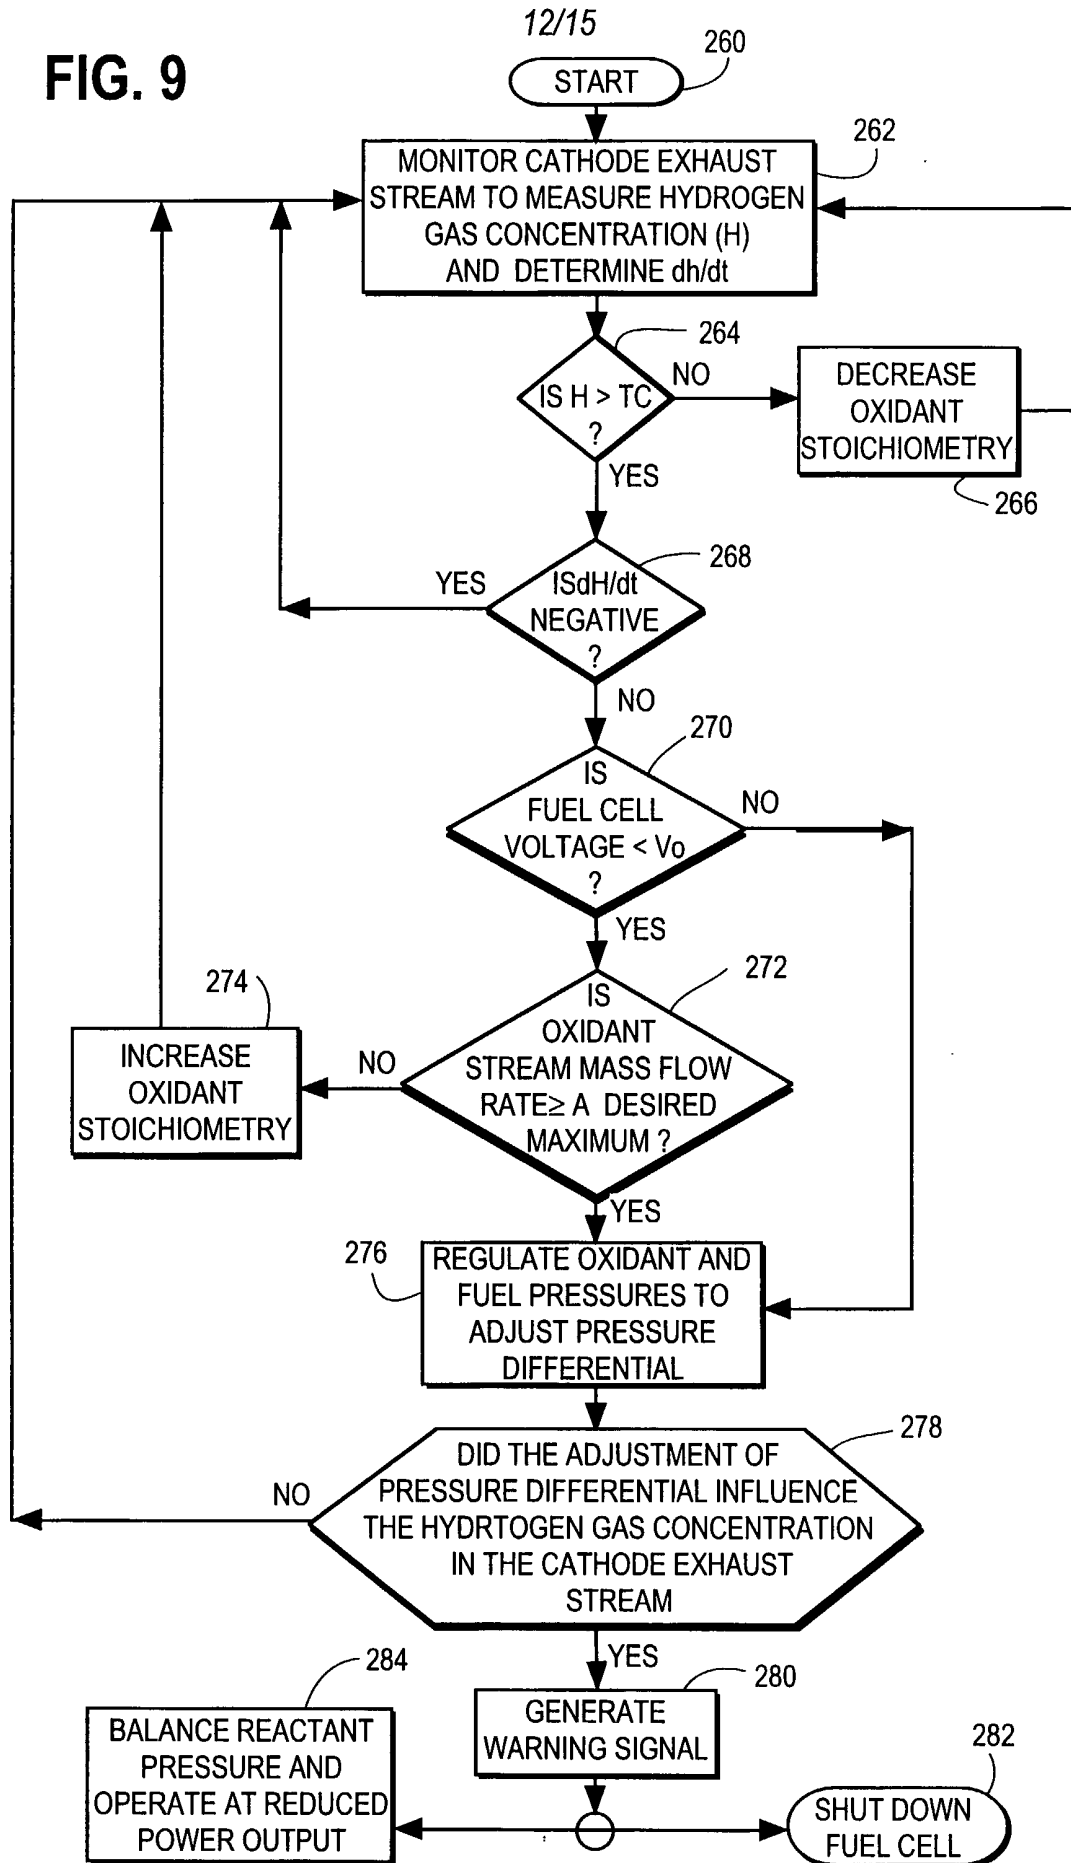 12/15
FIG. 9
260
START
262
MONITOR CATHODE EXHAUST
STREAM TO MEASURE HYDROGEN
GAS CONCENTRATION (H)
AND DETERMINE dh/dt
264
IS H > TC
?
NO
YES
DECREASE
OXIDANT
STOICHIOMETRY
266
268
ISdH/dt
NEGATIVE
?
YES
NO
270
IS
FUEL CELL
VOLTAGE < Vo
?
NO
YES
272
IS
OXIDANT
STREAM MASS FLOW
RATE≥ A DESIRED
MAXIMUM ?
NO
YES
274
INCREASE
OXIDANT
STOICHIOMETRY
276
REGULATE OXIDANT AND
FUEL PRESSURES TO
ADJUST PRESSURE
DIFFERENTIAL
278
DID THE ADJUSTMENT OF
PRESSURE DIFFERENTIAL INFLUENCE
THE HYDRTOGEN GAS CONCENTRATION
IN THE CATHODE EXHAUST
STREAM
NO
YES
280
GENERATE
WARNING SIGNAL
284
BALANCE REACTANT
PRESSURE AND
OPERATE AT REDUCED
POWER OUTPUT
282
SHUT DOWN
FUEL CELL